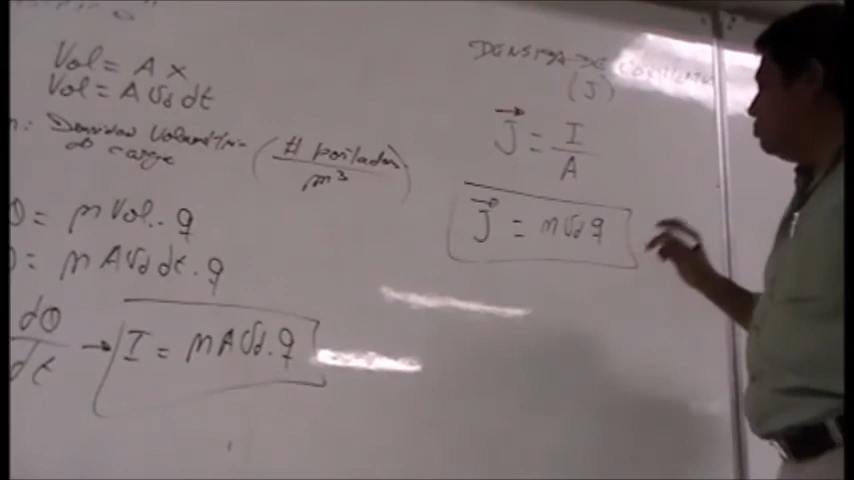 Vol = A x
Vol = A vd dt
n: Densidad Volumétrica
de carga
(# Portador / m³)
Q = n Vol. q
Q = n A vd dt. q
dQ/dt → I = n A vd. q
DENSIDAD DE Corriente
(J)
J⃗ = I/A
J⃗ = n vd q